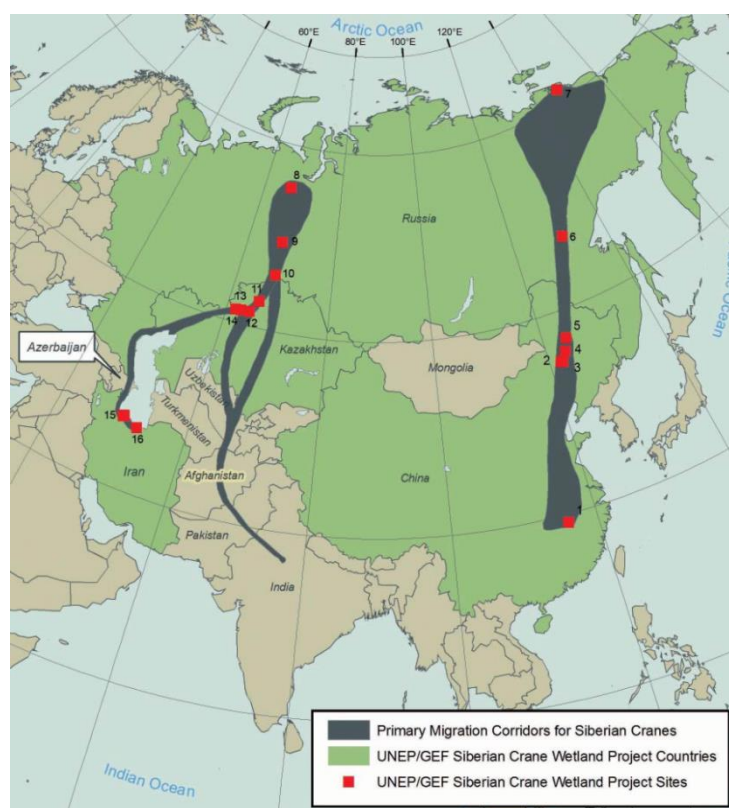 Arctic Ocean
60°E
80°E
100°E
120°E
7
8
Russia
9
6
10
11
13
14
12
5
4
2
3
Azerbaijan
Kazakhstan
Mongolia
Uzbekistan
Turkmenistan
15
16
Iran
Afghanistan
China
1
Pakistan
India
Ocean
Indian Ocean
Primary Migration Corridors for Siberian Cranes
UNEP/GEF Siberian Crane Wetland Project Countries
UNEP/GEF Siberian Crane Wetland Project Sites